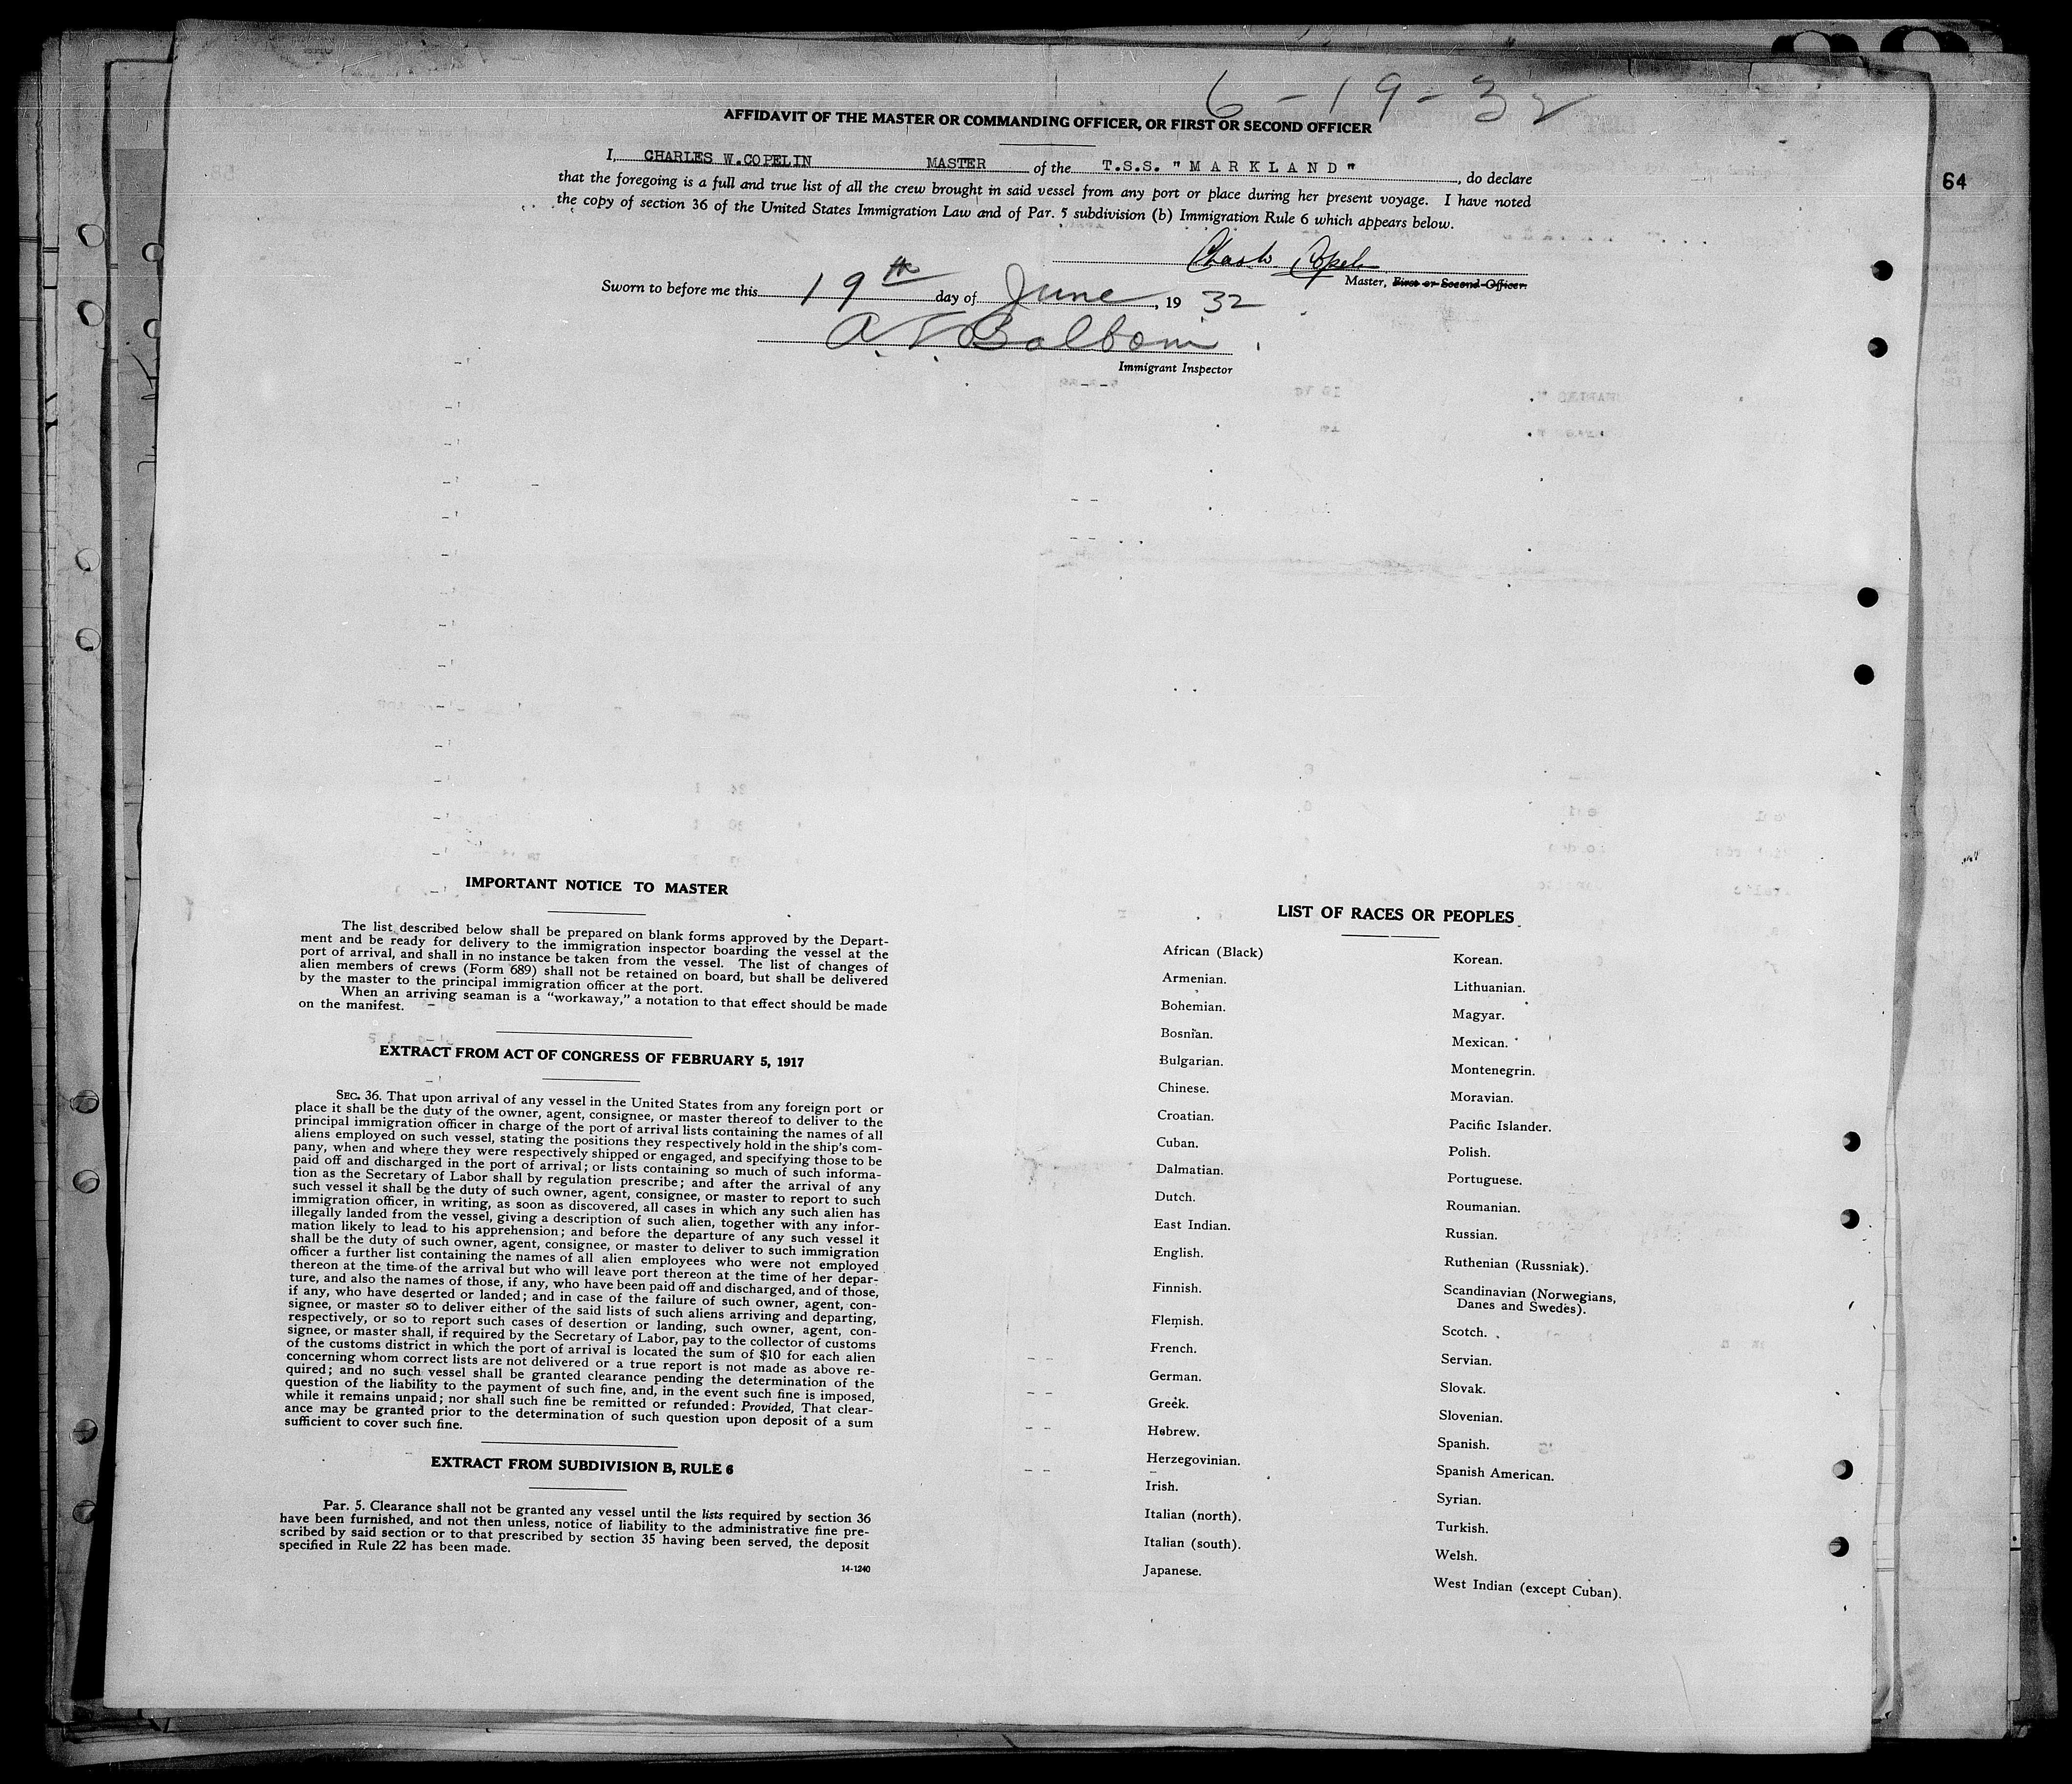 6-19-32
AFFIDAVIT OF THE MASTER OR COMMANDING OFFICER, OR FIRST OR SECOND OFFICER
I, CHARLES W.COPELIN MASTER of the T.S.S. "MARKLAND", do declare
that the foregoing is a full and true list of all the crew brought in said vessel from any port or place during her present voyage. I have noted
the copy of section 36 of the United States Immigration Law and of Par. 5 subdivision (b) Immigration Rule 6 which appears below.
64
Master, First or Second Officer.
Sworn to before me this 19th day of June, 19 32
A. T. Balboni
Immigrant Inspector
IMPORTANT NOTICE TO MASTER
The list described below shall be prepared on blank forms approved by the Depart-
ment and be ready for delivery to the immigration inspector boarding the vessel at the
port of arrival, and shall in no instance be taken from the vessel. The list of changes of
alien members of crews (Form 689) shall not be retained on board, but shall be delivered
by the master to the principal immigration officer at the port.
When an arriving seaman is a "workaway," a notation to that effect should be made
on the manifest.
EXTRACT FROM ACT OF CONGRESS OF FEBRUARY 5, 1917
SEC. 36. That upon arrival of any vessel in the United States from any foreign port or
place it shall be the duty of the owner, agent, consignee, or master thereof to deliver to the
principal immigration officer in charge of the port of arrival lists containing the names of all
aliens employed on such vessel, stating the positions they respectively hold in the ship's com-
pany, when and where they were respectively shipped or engaged, and specifying those to be
paid off and discharged in the port of arrival; or lists containing so much of such informa-
tion as the Secretary of Labor shall by regulation prescribe; and after the arrival of any
such vessel it shall be the duty of such owner, agent, consignee, or master to report to such
immigration officer, in writing, as soon as discovered, all cases in which any such alien has
illegally landed from the vessel, giving a description of such alien, together with any infor-
mation likely to lead to his apprehension; and before the departure of any such vessel it
shall be the duty of such owner, agent, consignee, or master to deliver to such immigration
officer a further list containing the names of all alien employees who were not employed
thereon at the time of the arrival but who will leave port thereon at the time of her depar-
ture, and also the names of those, if any, who have been paid off and discharged, and of those,
if any, who have deserted or landed; and in case of the failure of such owner, agent, con-
signee, or master so to deliver either of the said lists of such aliens arriving and departing,
respectively, or so to report such cases of desertion or landing, such owner, agent, con-
signee, or master shall, if required by the Secretary of Labor, pay to the collector of customs
of the customs district in which the port of arrival is located the sum of $10 for each alien
concerning whom correct lists are not delivered or a true report is not made as above re-
quired; and no such vessel shall be granted clearance pending the determination of the
question of the liability to the payment of such fine, and, in the event such fine is imposed,
while it remains unpaid; nor shall such fine be remitted or refunded: Provided, That clear-
ance may be granted prior to the determination of such question upon deposit of a sum
sufficient to cover such fine.
EXTRACT FROM SUBDIVISION B, RULE 6
Par. 5. Clearance shall not be granted any vessel until the lists required by section 36
have been furnished, and not then unless, notice of liability to the administrative fine pre-
scribed by said section or to that prescribed by section 35 having been served, the deposit
specified in Rule 22 has been made.
14-1240
LIST OF RACES OR PEOPLES
African (Black)
Armenian.
Bohemian.
Bosnian.
Bulgarian.
Chinese.
Croatian.
Cuban.
Dalmatian.
Dutch.
East Indian.
English.
Finnish.
Flemish.
French.
German.
Greek.
Hebrew.
Herzegovinian.
Irish.
Italian (north).
Italian (south).
Japanese.
Korean.
Lithuanian.
Magyar.
Mexican.
Montenegrin.
Moravian.
Pacific Islander.
Polish.
Portuguese.
Roumanian.
Russian.
Ruthenian (Russniak).
Scandinavian (Norwegians,
Danes and Swedes).
Scotch.
Servian.
Slovak.
Slovenian.
Spanish.
Spanish American.
Syrian.
Turkish.
Welsh.
West Indian (except Cuban).